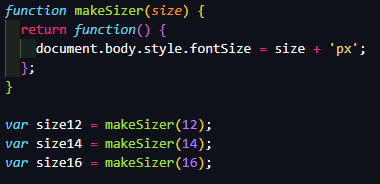 function makeSizer(size) {
  return function() {
    document.body.style.fontSize = size + 'px';
  };
}

var size12 = makeSizer(12);
var size14 = makeSizer(14);
var size16 = makeSizer(16);